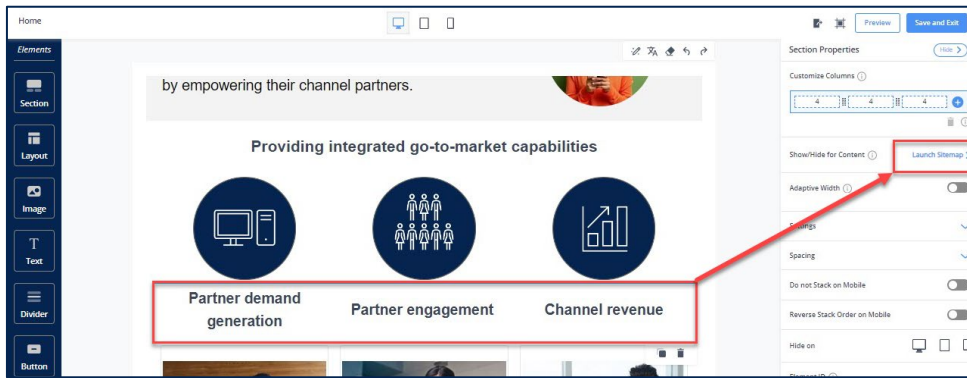 Home
Preview
Save and Exit
Elements
Section
Layout
Image
T
Text
Divider
Button
by empowering their channel partners.
Providing integrated go-to-market capabilities
Partner demand
generation
Partner engagement
Channel revenue
Section Properties
Hide
Customize Columns
4 4 4
Show/Hide for Content
Launch Sitemap
Adaptive Width
Settings
Spacing
Do not Stack on Mobile
Reverse Stack Order on Mobile
Hide on
Element ID